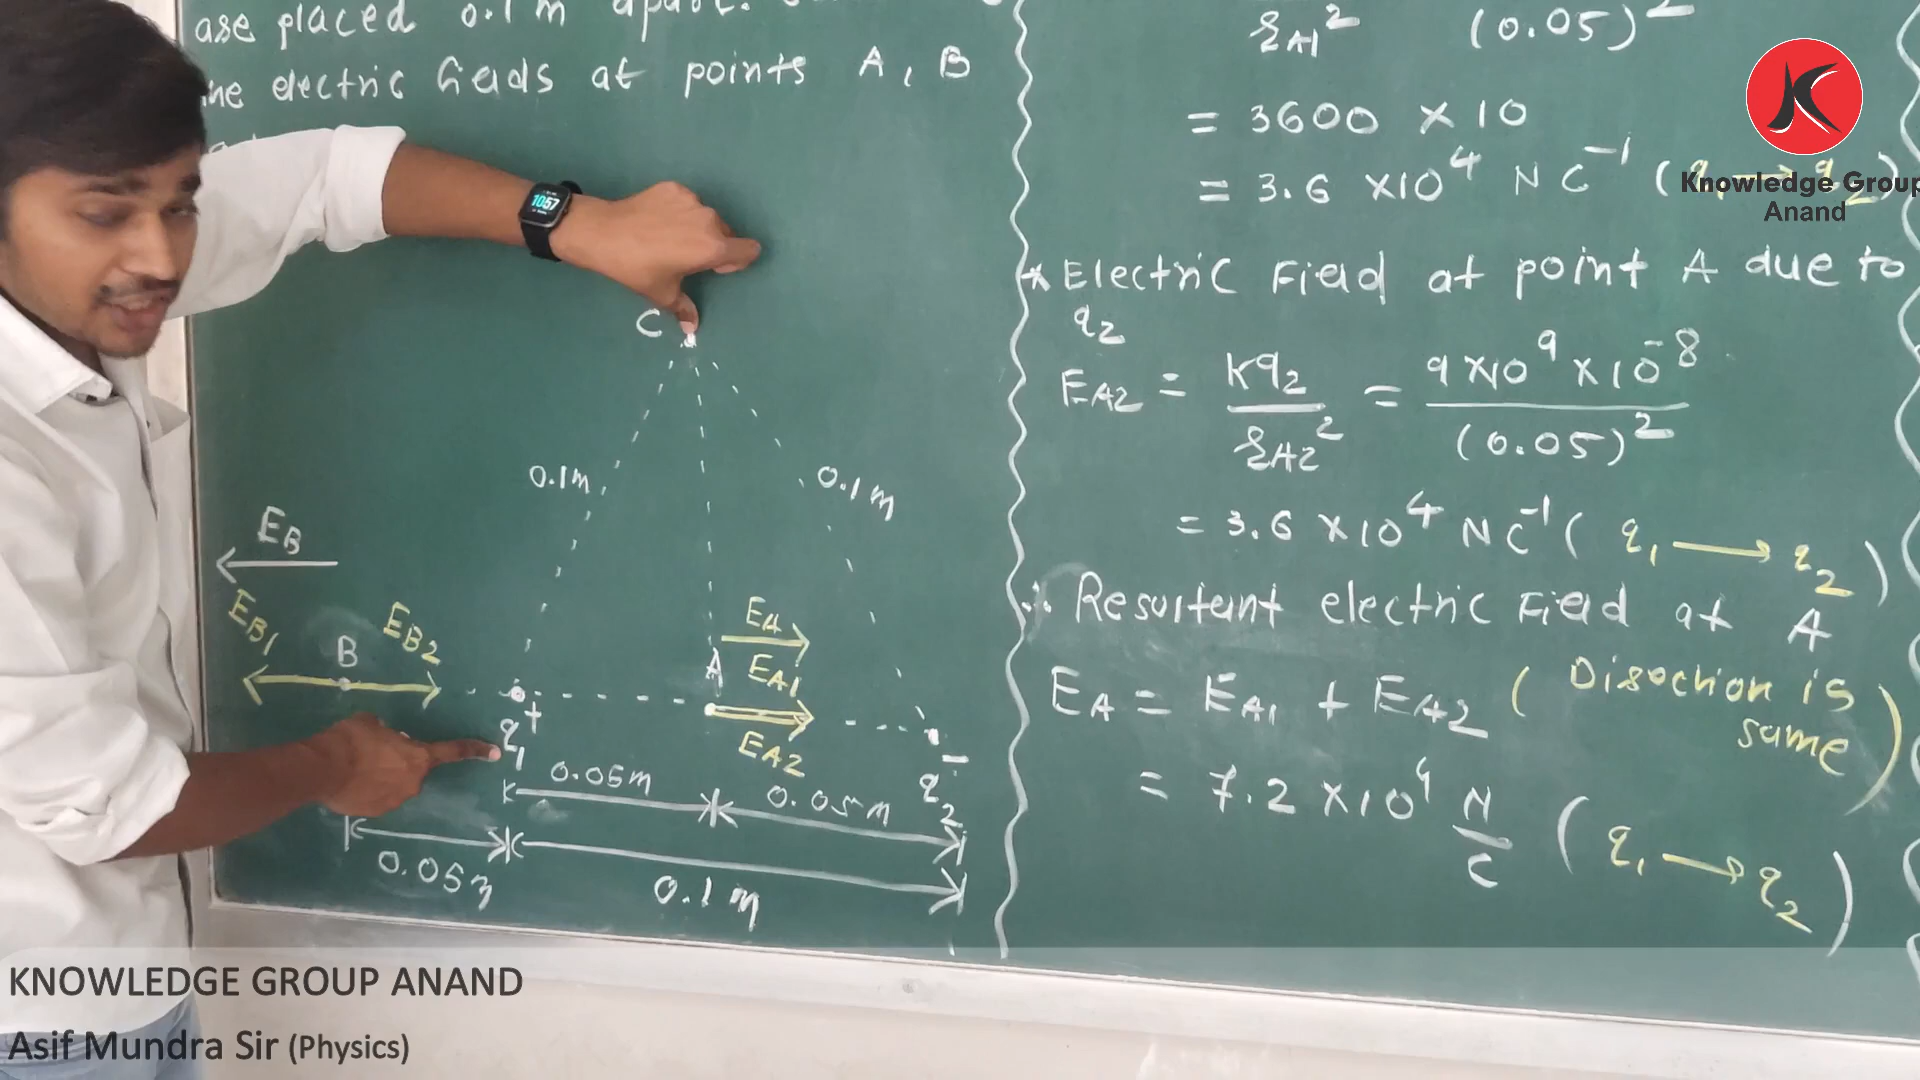 are placed 0.1 m apart.
the electric fields at points A, B
C
0.1m
0.1m
EB
EB1
B
EB2
EA
A
EA1
EA2
+
q1
−
q2
0.05m
0.05m
0.05m
0.1m
rA1² (0.05)²
= 3600 × 10
= 3.6 × 10⁴ N C⁻¹ (q1 → q2)
* Electric Field at point A due to
q2
EA2 = kq2 / rA2² = 9 × 10⁹ × 10⁻⁸ / (0.05)²
= 3.6 × 10⁴ N C⁻¹ ( q1 → q2 )
∴ Resultant electric field at A
EA = EA1 + EA2 ( Direction is same )
= 7.2 × 10⁴ N/C ( q1 → q2 )
1057
Knowledge Group
Anand
KNOWLEDGE GROUP ANAND
Asif Mundra Sir (Physics)